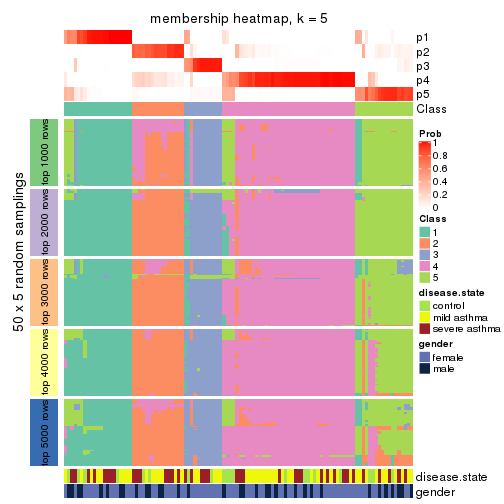 membership heatmap, k = 5
p1
p2
p3
p4
p5
Class
50 x 5 random samplings
top 1000 rows
top 2000 rows
top 3000 rows
top 4000 rows
top 5000 rows
disease.state
gender
Prob
1
0.8
0.6
0.4
0.2
0
Class
1
2
3
4
5
disease.state
control
mild asthma
severe asthma
gender
female
male